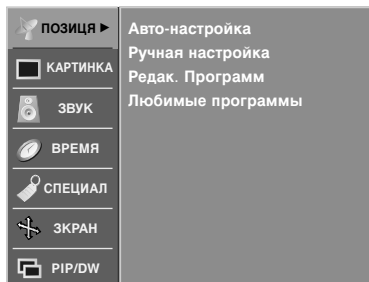 ПОЗИЦЯ ►
КАРТИНКА
ЗВУК
ВРЕМЯ
СПЕЦИАЛ
ЗКРАН
PIP/DW
Авто-настройка
Ручная настройка
Редак. Программ
Любимые программы